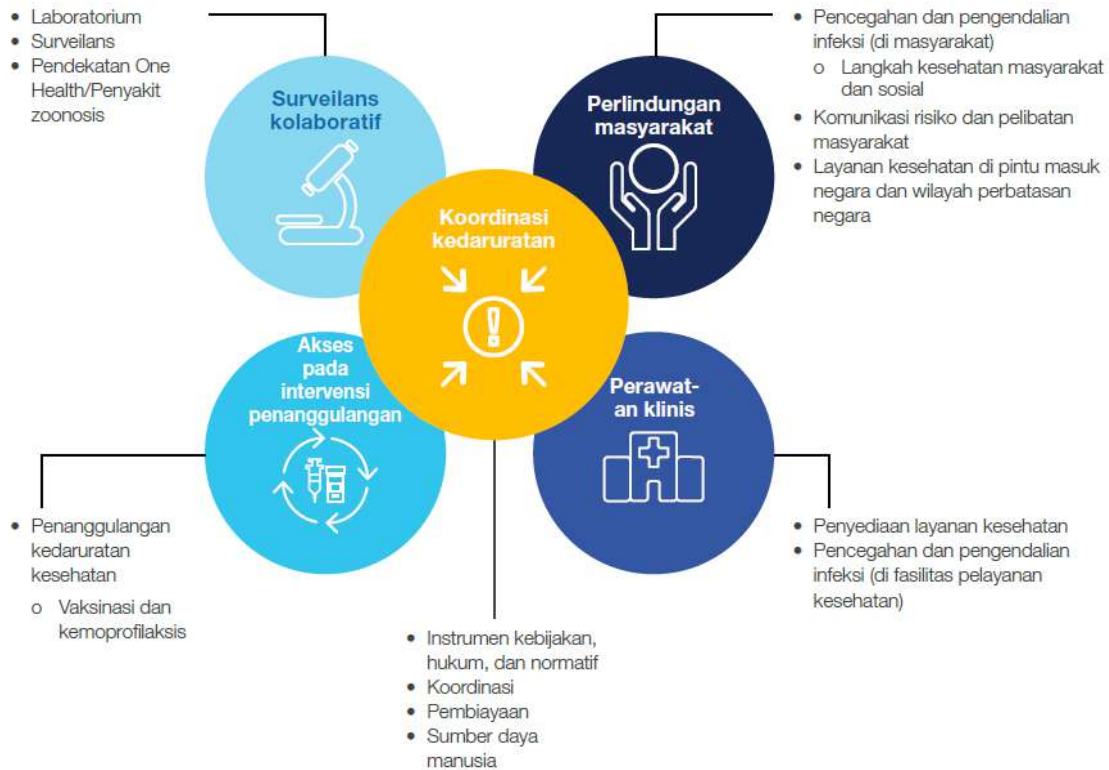 • Laboratorium
• Surveilans
• Pendekatan One
Health/Penyakit
zoonosis
Surveilans
kolaboratif
Perlindungan
masyarakat
• Pencegahan dan pengendalian
infeksi (di masyarakat)
o Langkah kesehatan masyarakat
dan sosial
• Komunikasi risiko dan pelibatan
masyarakat
• Layanan kesehatan di pintu masuk
negara dan wilayah perbatasan
negara
Koordinasi
kedaruratan
Akses
pada
intervensi
penanggulangan
Perawat-
an klinis
• Penanggulangan
kedaruratan
kesehatan
o Vaksinasi dan
kemoprofilaksis
• Instrumen kebijakan,
hukum, dan normatif
• Koordinasi
• Pembiayaan
• Sumber daya
manusia
• Penyediaan layanan kesehatan
• Pencegahan dan pengendalian
infeksi (di fasilitas pelayanan
kesehatan)